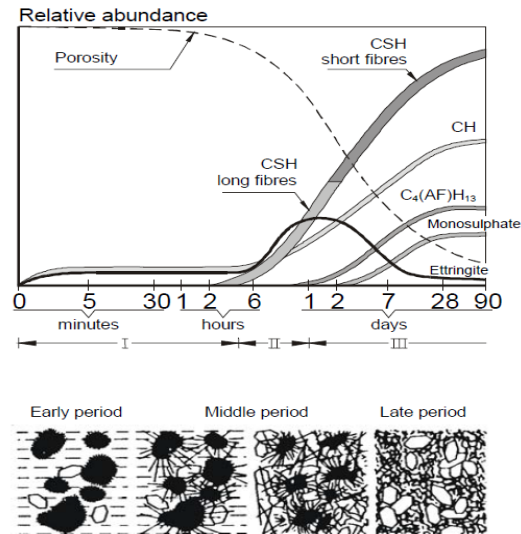 Relative abundance
Porosity
CSH
short fibres
CH
CSH
long fibres
C₄(AF)H₁₃
Monosulphate
Ettringite
0 5 30 1 2 6 1 2 7 28 90
minutes hours days
I II III
Early period Middle period Late period